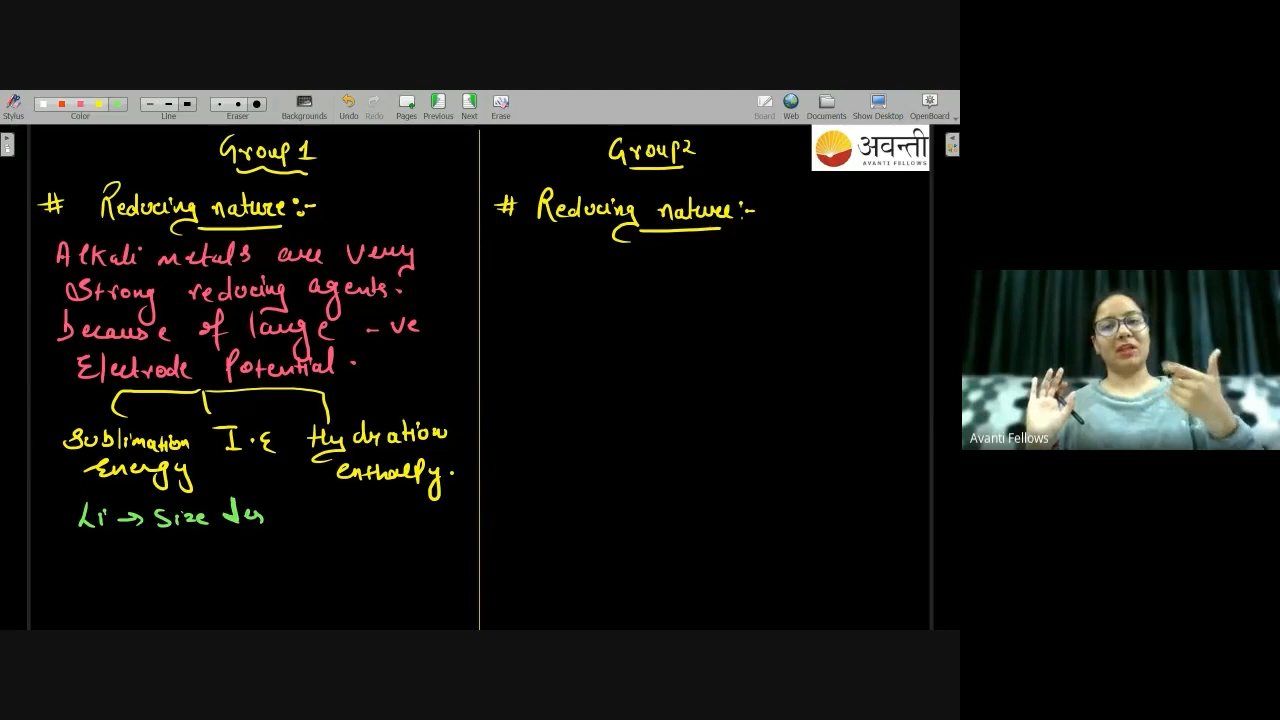 Stylus
Color
Line
Eraser
Backgrounds
Undo
Redo
Pages
Previous
Next
Erase
Board
Web
Documents
Show Desktop
OpenBoard
Group 1
# Reducing nature :-
Alkali metals are very
Strong reducing agents.
because of large -ve
Electrode Potential.
Sublimation Energy
I.E
Hydration enthalpy.
Li → Size ↓es
Group 2
# Reducing nature :-
अवन्ती
AVANTI FELLOWS
Avanti Fellows